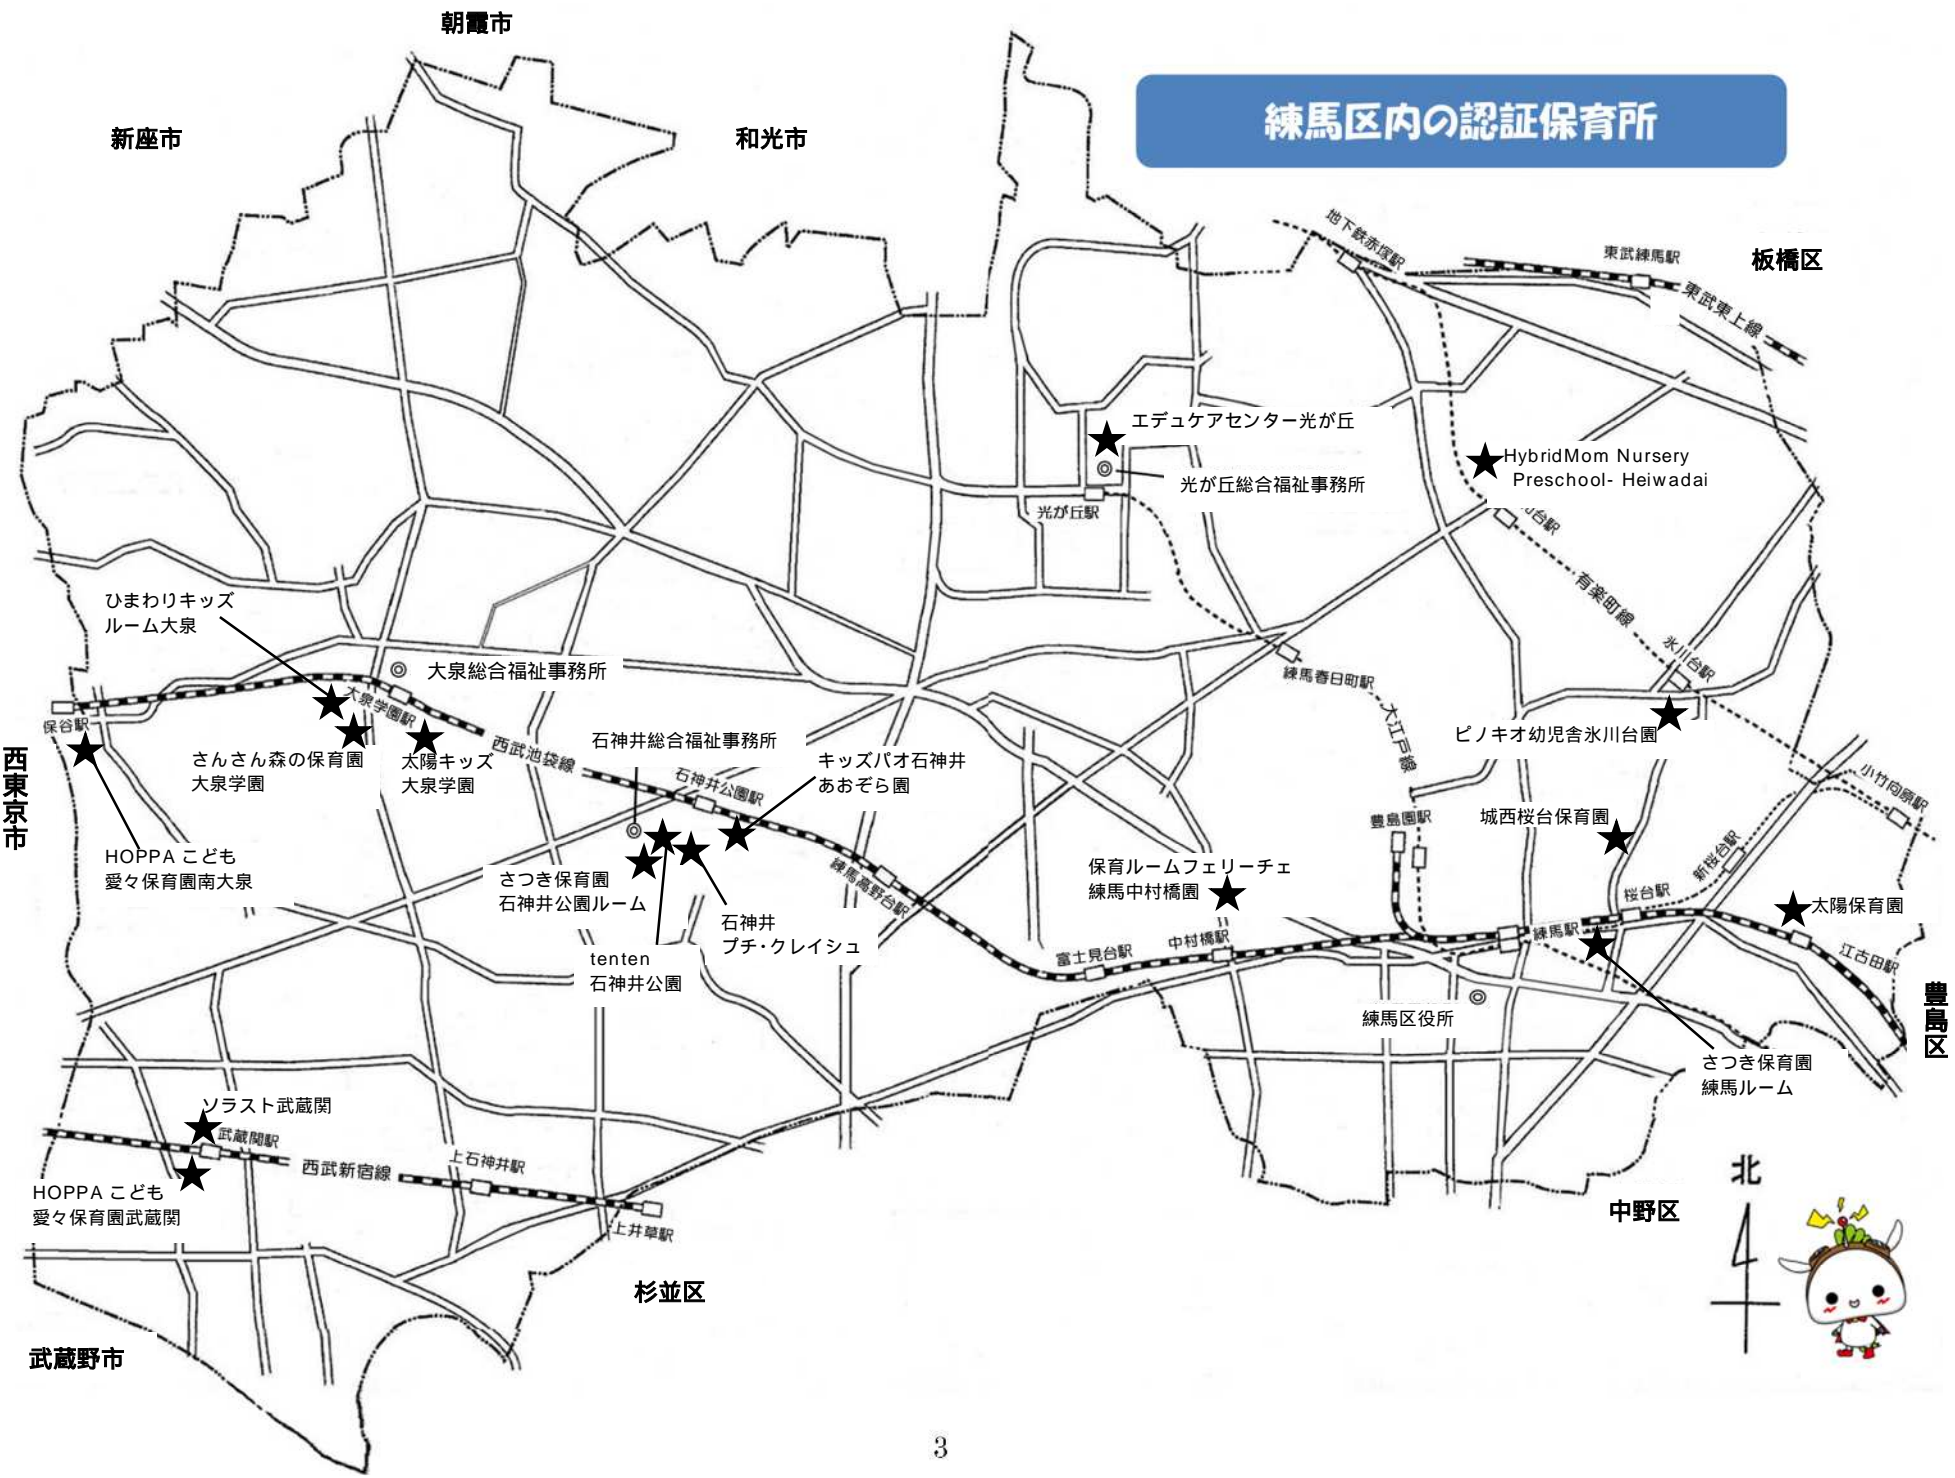 朝霞市
練馬区内の認証保育所
新座市
和光市
地下鉄赤塚駅
東武練馬駅
板橋区
東武東上線
エデュケアセンター光が丘
HybridMom Nursery
Preschool- Heiwadai
光が丘総合福祉事務所
光が丘駅
台駅
有楽町線
ひまわりキッズ
ルーム大泉
氷川台駅
大泉総合福祉事務所
練馬春日町駅
大泉学園駅
保谷駅
大江戸線
西武池袋線
石神井総合福祉事務所
ピノキオ幼児舎氷川台園
西東京市
さんさん森の保育園
大泉学園
太陽キッズ
大泉学園
石神井公園駅
キッズパオ石神井
あおぞら園
小竹向原駅
豊島園駅
城西桜台保育園
HOPPA こども
愛々保育園南大泉
さつき保育園
石神井公園ルーム
練馬高野台駅
保育ルームフェリーチェ
練馬中村橋園
新桜台駅
桜台駅
太陽保育園
石神井
プチ・クレイシュ
tenten
石神井公園
富士見台駅
中村橋駅
練馬駅
江古田駅
練馬区役所
豊島区
さつき保育園
練馬ルーム
ソラスト武蔵関
武蔵関駅
西武新宿線
上石神井駅
HOPPA こども
愛々保育園武蔵関
上井草駅
北
中野区
杉並区
武蔵野市
3